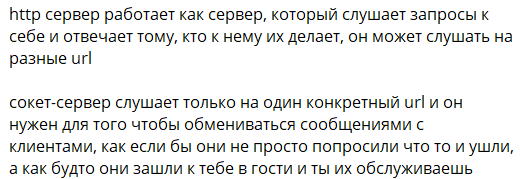 http сервер работает как сервер, который слушает запросы к
себе и отвечает тому, кто к нему их делает, он может слушать на
разные url
сокет-сервер слушает только на один конкретный url и он
нужен для того чтобы обмениваться сообщениями с
клиентами, как если бы они не просто попросили что то и ушли,
а как будто они зашли к тебе в гости и ты их обслуживаешь